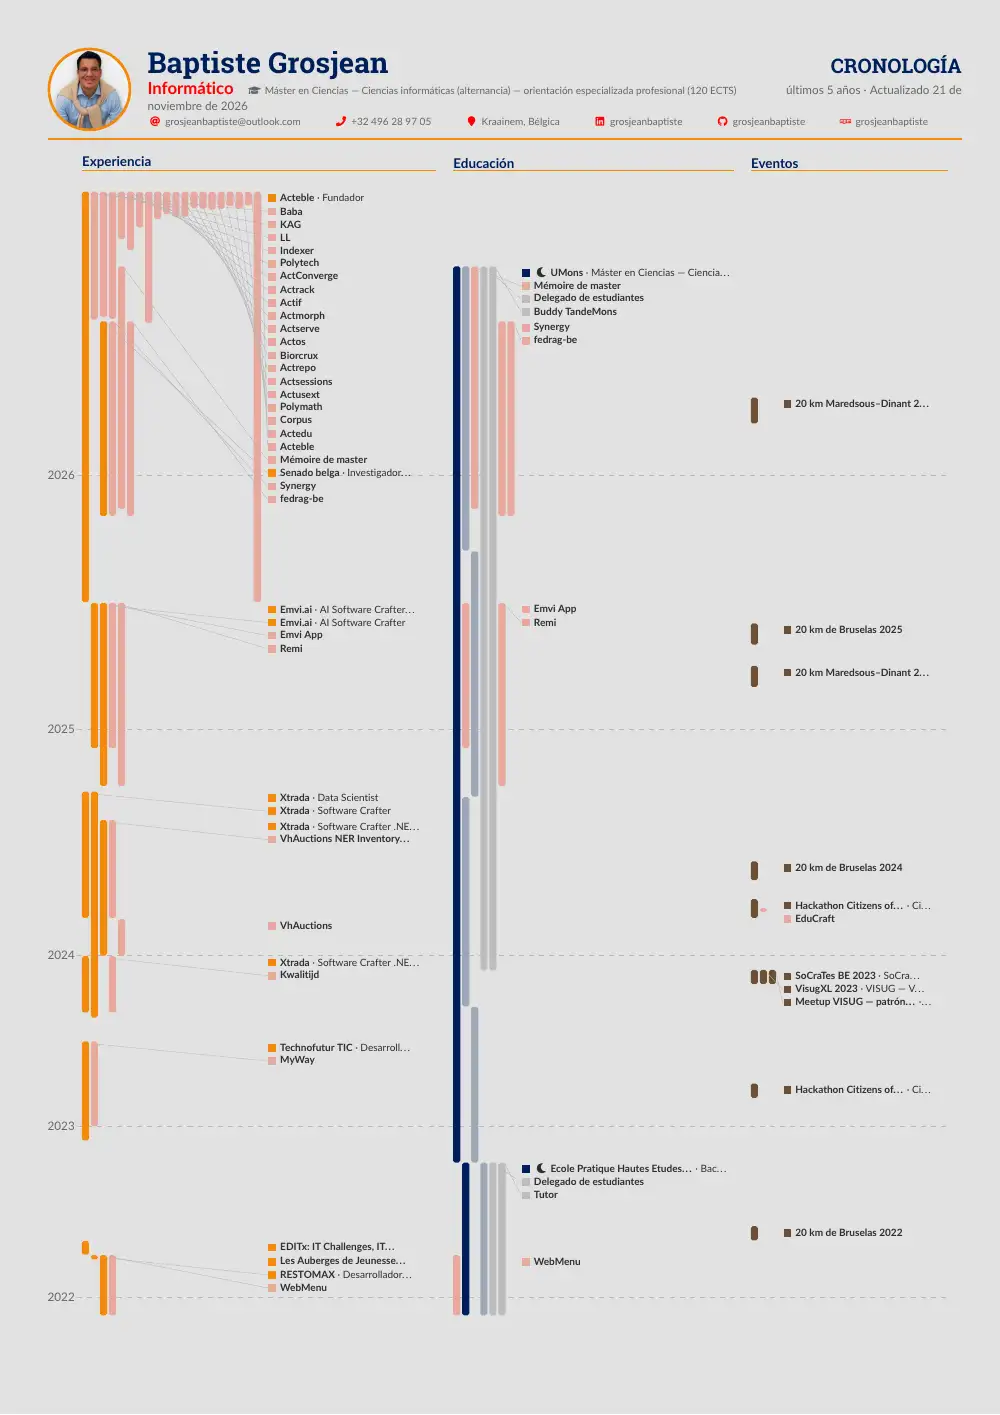 Baptiste Grosjean
CRONOLOGÍA
Informático
Máster en Ciencias — Ciencias informáticas (alternancia) — orientación especializada profesional (120 ECTS)
últimos 5 años · Actualizado 21 de
noviembre de 2026
grosjeanbaptiste@outlook.com
+32 496 28 97 05
Kraainem, Bélgica
grosjeanbaptiste
grosjeanbaptiste
grosjeanbaptiste
Experiencia
Acteble · Fundador
Baba
KAG
LL
Indexer
Polytech
ActConverge
Actrack
Actif
Actmorph
Actserve
Actos
Biorcrux
Actrepo
Actsessions
Actusext
Polymath
Corpus
Actedu
Acteble
Mémoire de master
Senado belga · Investigador...
2026
Synergy
fedrag-be
Emvi.ai · AI Software Crafter...
Emvi.ai · AI Software Crafter
Emvi App
Remi
2025
Xtrada · Data Scientist
Xtrada · Software Crafter
Xtrada · Software Crafter .NE...
VhAuctions NER Inventory...
VhAuctions
2024
Xtrada · Software Crafter .NE...
Kwalitijd
Technofutur TIC · Desarroll...
MyWay
2023
EDITx: IT Challenges, IT...
Les Auberges de Jeunesse...
RESTOMAX · Desarrollador...
WebMenu
2022
Educación
UMons · Máster en Ciencias — Ciencia...
Mémoire de master
Delegado de estudiantes
Buddy TandeMons
Synergy
fedrag-be
Emvi App
Remi
Ecole Pratique Hautes Etudes... · Bac...
Delegado de estudiantes
Tutor
WebMenu
Eventos
20 km Maredsous–Dinant 2...
20 km de Bruselas 2025
20 km Maredsous–Dinant 2...
20 km de Bruselas 2024
Hackathon Citizens of... · Ci...
EduCraft
SoCraTes BE 2023 · SoCra...
VisugXL 2023 · VISUG — V...
Meetup VISUG — patrón... · ...
Hackathon Citizens of... · Ci...
20 km de Bruselas 2022